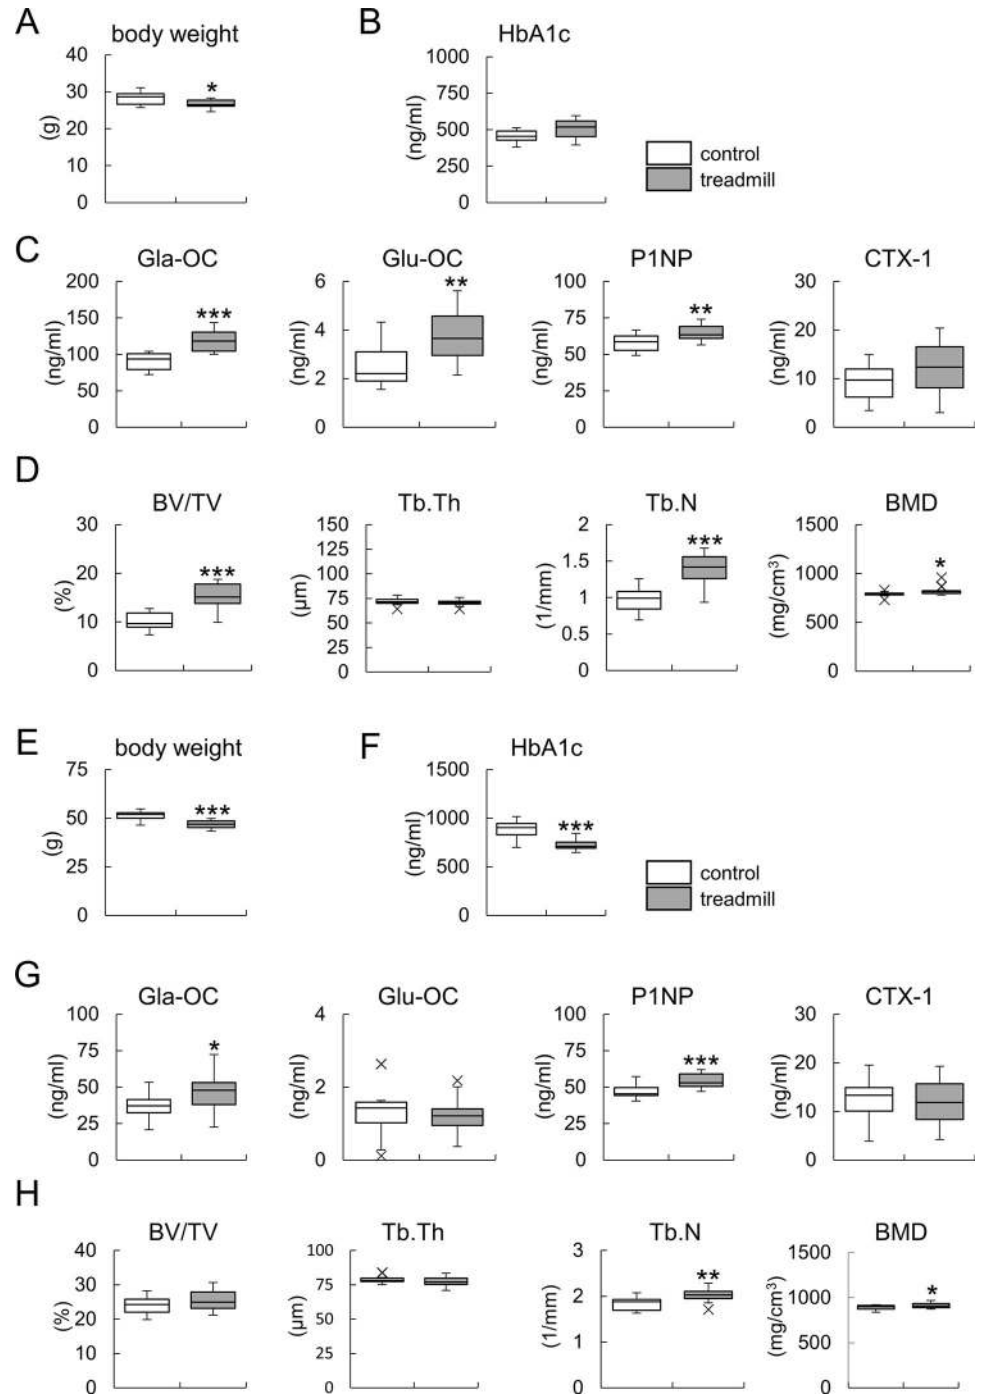 A
body weight
40
30
20
10
0
(g)
*
B
HbA1c
1000
750
500
250
0
(ng/ml)
control
treadmill
C
Gla-OC
200
150
100
50
0
(ng/ml)
***
Glu-OC
6
4
2
0
(ng/ml)
**
P1NP
100
75
50
25
0
(ng/ml)
**
CTX-1
30
20
10
0
(ng/ml)
D
BV/TV
30
20
10
0
(%)
***
Tb.Th
150
125
100
75
50
25
0
(μm)
Tb.N
2
1.5
1
0.5
0
(1/mm)
***
BMD
1500
1000
500
0
(mg/cm³)
*
E
body weight
75
50
25
0
(g)
***
F
HbA1c
1500
1000
500
0
(ng/ml)
***
control
treadmill
G
Gla-OC
100
75
50
25
0
(ng/ml)
*
Glu-OC
4
2
0
(ng/ml)
P1NP
100
75
50
25
0
(ng/ml)
***
CTX-1
30
20
10
0
(ng/ml)
H
BV/TV
40
30
20
10
0
(%)
Tb.Th
100
75
50
25
0
(μm)
Tb.N
3
2
1
0
(1/mm)
**
BMD
1500
1000
500
0
(mg/cm³)
*